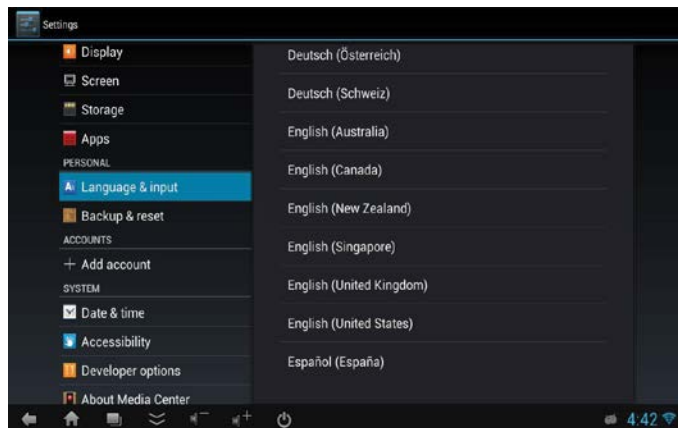 Settings
Display
Screen
Storage
Apps
PERSONAL
Language & input
Backup & reset
ACCOUNTS
Add account
SYSTEM
Date & time
Accessibility
Developer options
About Media Center
Deutsch (Österreich)
Deutsch (Schweiz)
English (Australia)
English (Canada)
English (New Zealand)
English (Singapore)
English (United Kingdom)
English (United States)
Español (España)
4:42